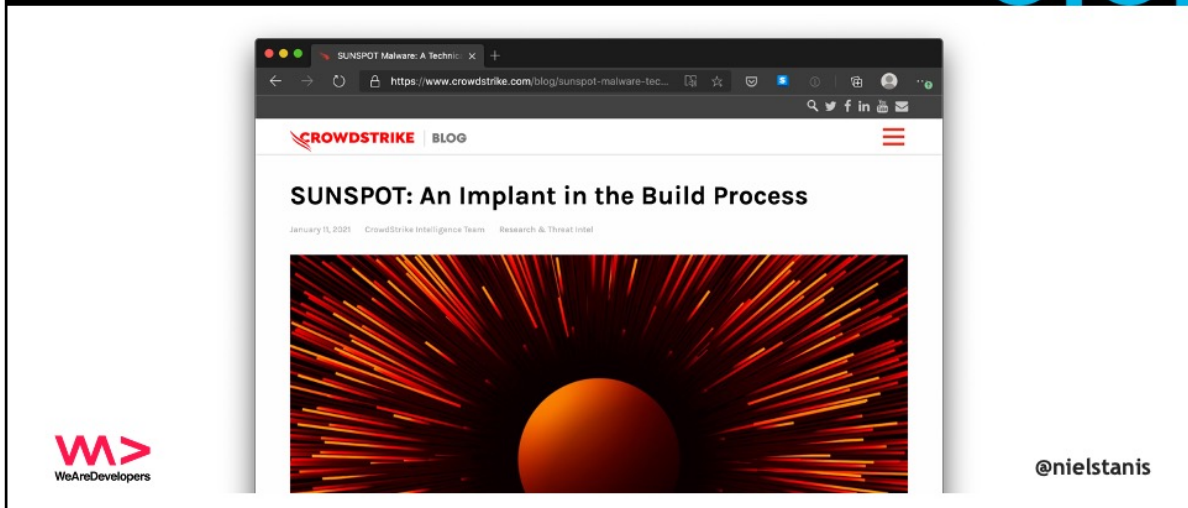 SUNSPOT Malware: A Technic
https://www.crowdstrike.com/blog/sunspot-malware-tec...
CROWDSTRIKE BLOG
SUNSPOT: An Implant in the Build Process
January 11, 2021 CrowdStrike Intelligence Team Research & Threat Intel
WeAreDevelopers
@nielstanis